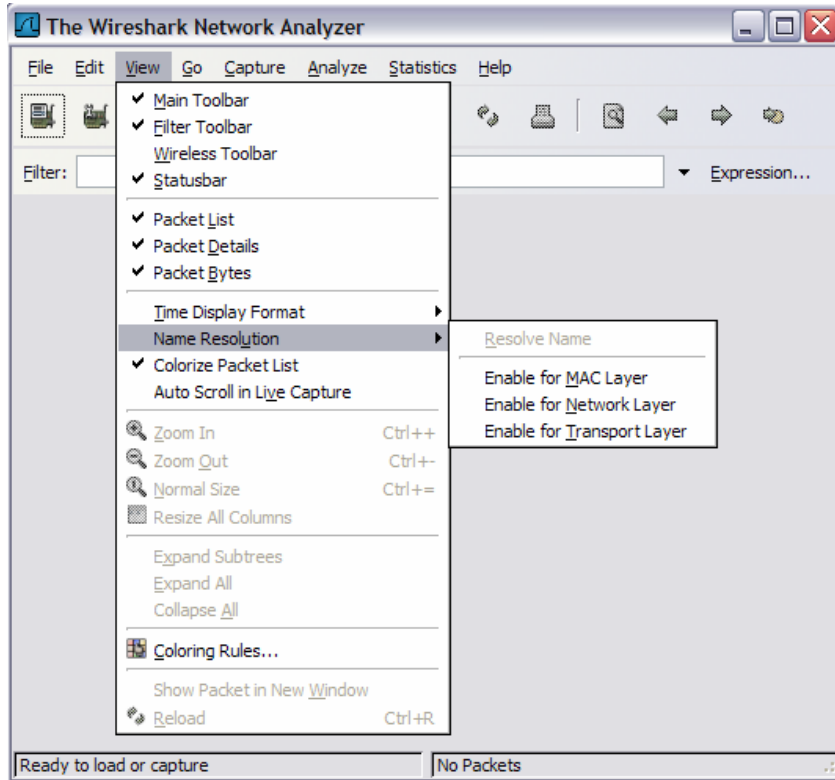 The Wireshark Network Analyzer
File Edit View Go Capture Analyze Statistics Help
Filter: Expression...
Main Toolbar
Filter Toolbar
Wireless Toolbar
Statusbar
Packet List
Packet Details
Packet Bytes
Time Display Format
Name Resolution
Colorize Packet List
Auto Scroll in Live Capture
Zoom In Ctrl++
Zoom Out Ctrl+-
Normal Size Ctrl+=
Resize All Columns
Expand Subtrees
Expand All
Collapse All
Coloring Rules...
Show Packet in New Window
Reload Ctrl+R
Resolve Name
Enable for MAC Layer
Enable for Network Layer
Enable for Transport Layer
Ready to load or capture
No Packets